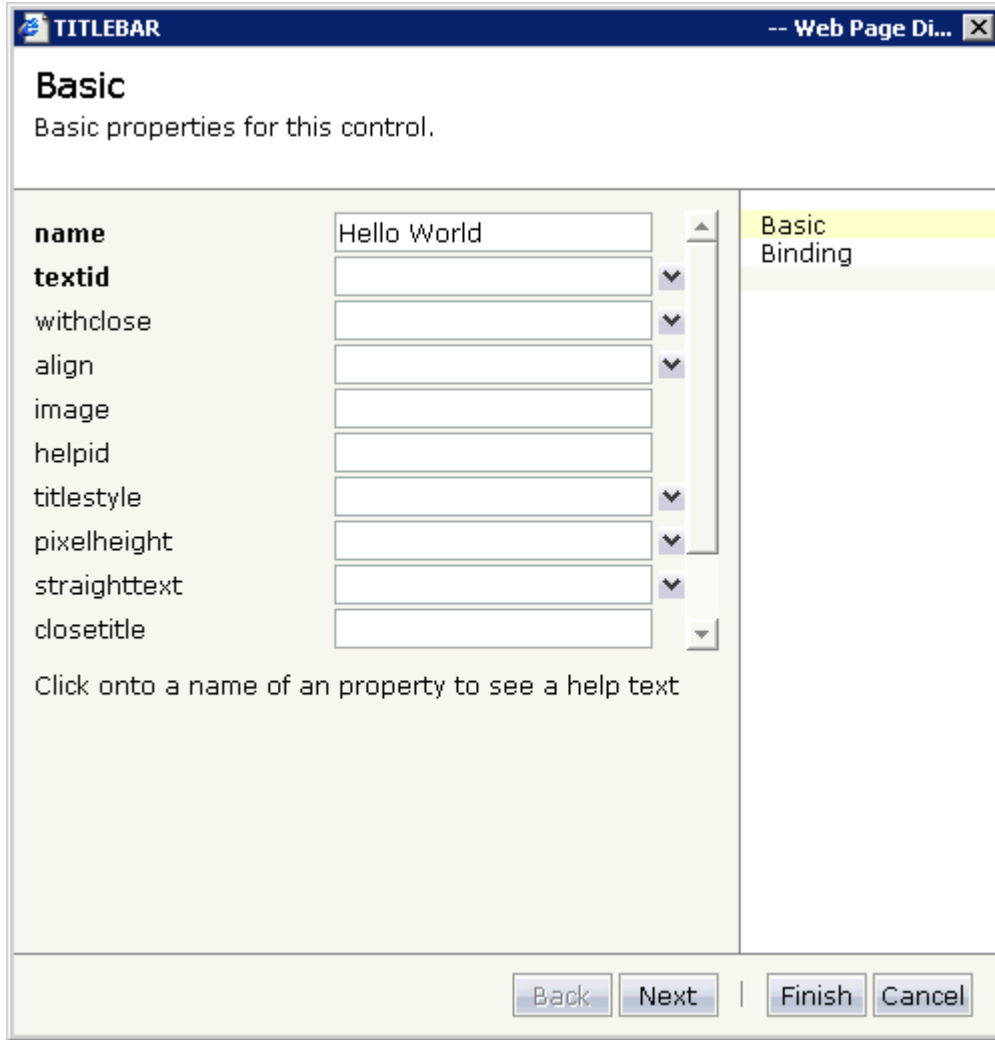 TITLEBAR -- Web Page Di...
Basic
Basic properties for this control.
name Hello World
textid
withclose
align
image
helpid
titlestyle
pixelheight
straighttext
closetitle
Click onto a name of an property to see a help text
Basic
Binding
Back Next | Finish Cancel